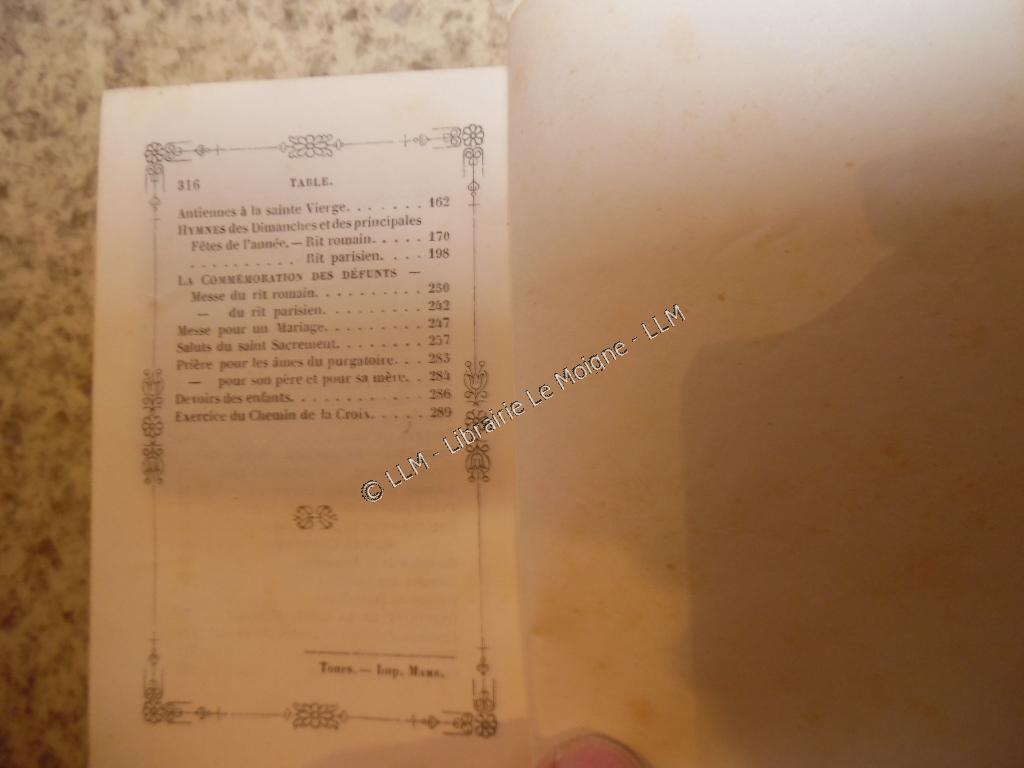 316 TABLE.
Antiennes à la sainte Vierge. . . . . . . 162
HYMNES des Dimanches et des principales
Fêtes de l'année. — Rit romain. . . . . 170
. . . . . . . . . . Rit parisien. . . . 198
LA COMMÉMORATION DES DÉFUNTS —
Messe du rit romain. . . . . . . . . . 230
— du rit parisien. . . . . . . . . . 242
Messe pour un Mariage. . . . . . . . . 247
Saluts du saint Sacrement. . . . . . . . 257
Prière pour les âmes du purgatoire. . . 283
— pour son père et pour sa mère. . 284
Devoirs des enfants. . . . . . . . . . . 286
Exercice du Chemin de la Croix. . . . . 289
Tours. — Imp. MAME.
© LLM - Librairie Le Moigne - LLM